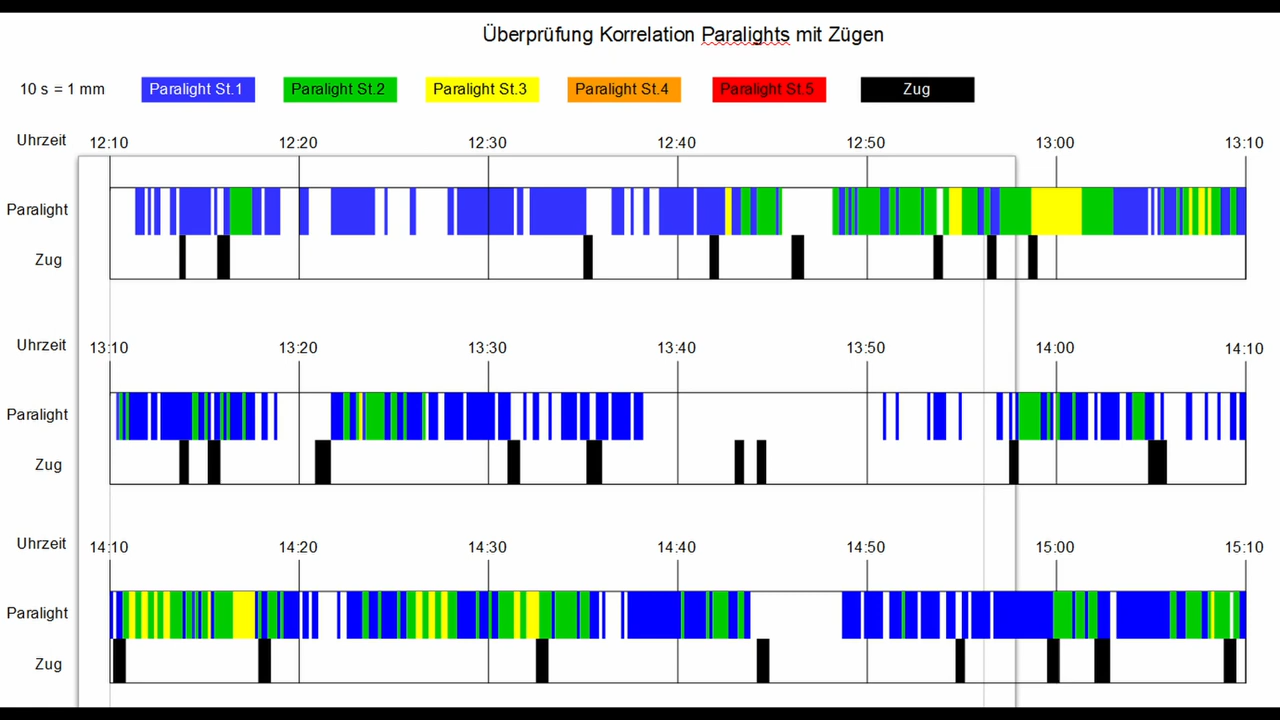 Überprüfung Korrelation Paralights mit Zügen
10 s = 1 mm Paralight St.1 Paralight St.2 Paralight St.3 Paralight St.4 Paralight St.5 Zug
Uhrzeit 12:10 12:20 12:30 12:40 12:50 13:00 13:10
Paralight
Zug
Uhrzeit 13:10 13:20 13:30 13:40 13:50 14:00 14:10
Paralight
Zug
Uhrzeit 14:10 14:20 14:30 14:40 14:50 15:00 15:10
Paralight
Zug